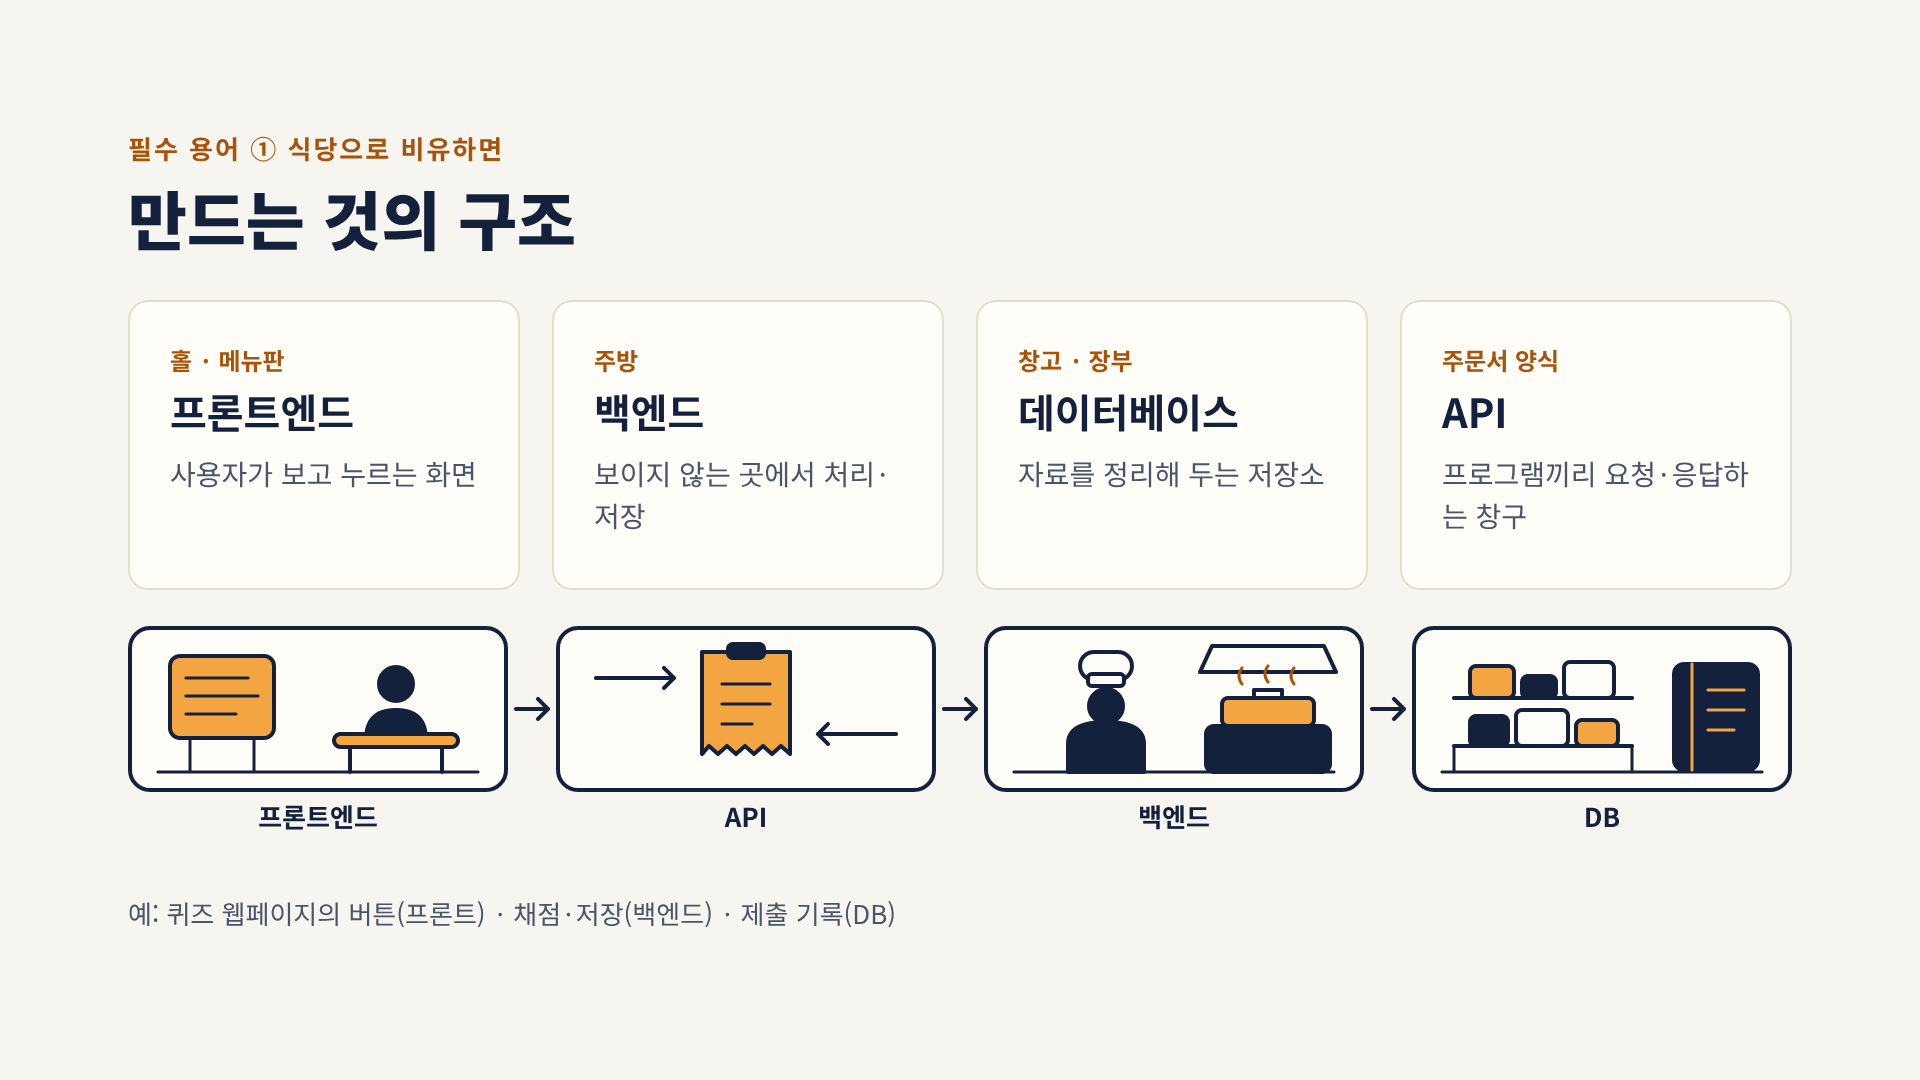 필수 용어 ① 식당으로 비유하면
만드는 것의 구조
홀 · 메뉴판
프론트엔드
사용자가 보고 누르는 화면
주방
백엔드
보이지 않는 곳에서 처리·
저장
창고 · 장부
데이터베이스
자료를 정리해 두는 저장소
주문서 양식
API
프로그램끼리 요청·응답하
는 창구
프론트엔드
API
백엔드
DB
예: 퀴즈 웹페이지의 버튼(프론트) · 채점·저장(백엔드) · 제출 기록(DB)